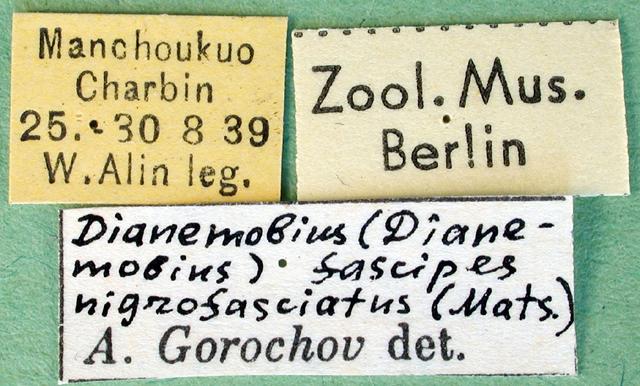 Manchoukuo
Charbin
25.-30 8 39
W. Alin leg.
Zool. Mus.
Berlin
Dianemobius (Diane-
mobius) fascipes
nigrofasciatus (Mats.)
A. Gorochov det.